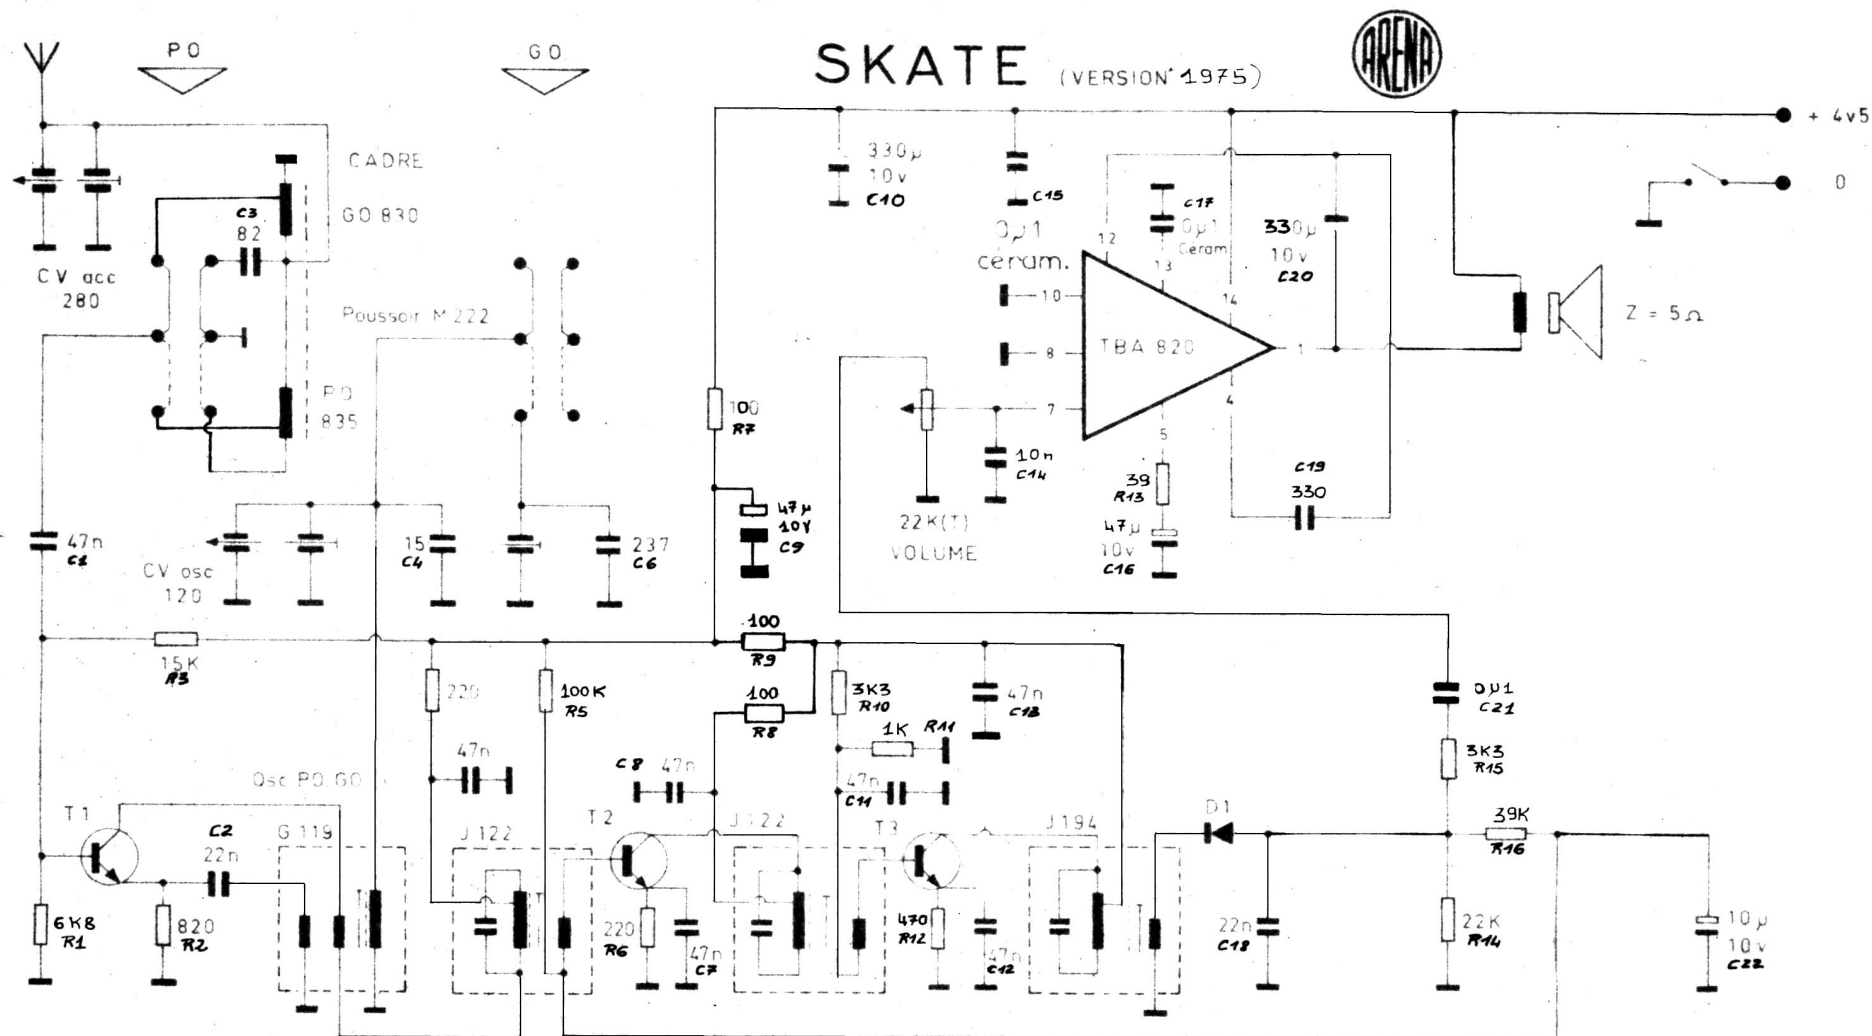 PO
GO
SKATE (VERSION 1975)
ARENA
+ 4v5
0
CADRE
GO 830
C3
82
CV acc
280
Poussoir M 222
PO
835
330µ
10v
C10
C15
0µ1
céram.
C17
0µ1
Céram
12
13
14
10
8
7
TBA 820
1
4
5
330µ
10v
C20
Z = 5Ω
100
R7
10n
C14
39
R13
47µ
10v
C16
C19
330
22K(T)
VOLUME
47µ
10V
C9
47n
C1
CV osc
120
15
C4
237
C6
15K
R3
220
100K
R5
100
R9
100
R8
3K3
R10
1K
R11
47n
C13
0µ1
C21
3K3
R15
47n
C8
47n
47n
C11
Osc PO.GO
T1
C2
22n
G 119
J 122
T2
J 122
T3
J 194
D1
39K
R16
6K8
R1
820
R2
220
R6
47n
C7
470
R12
47n
C12
22n
C18
22K
R14
10µ
10v
C22